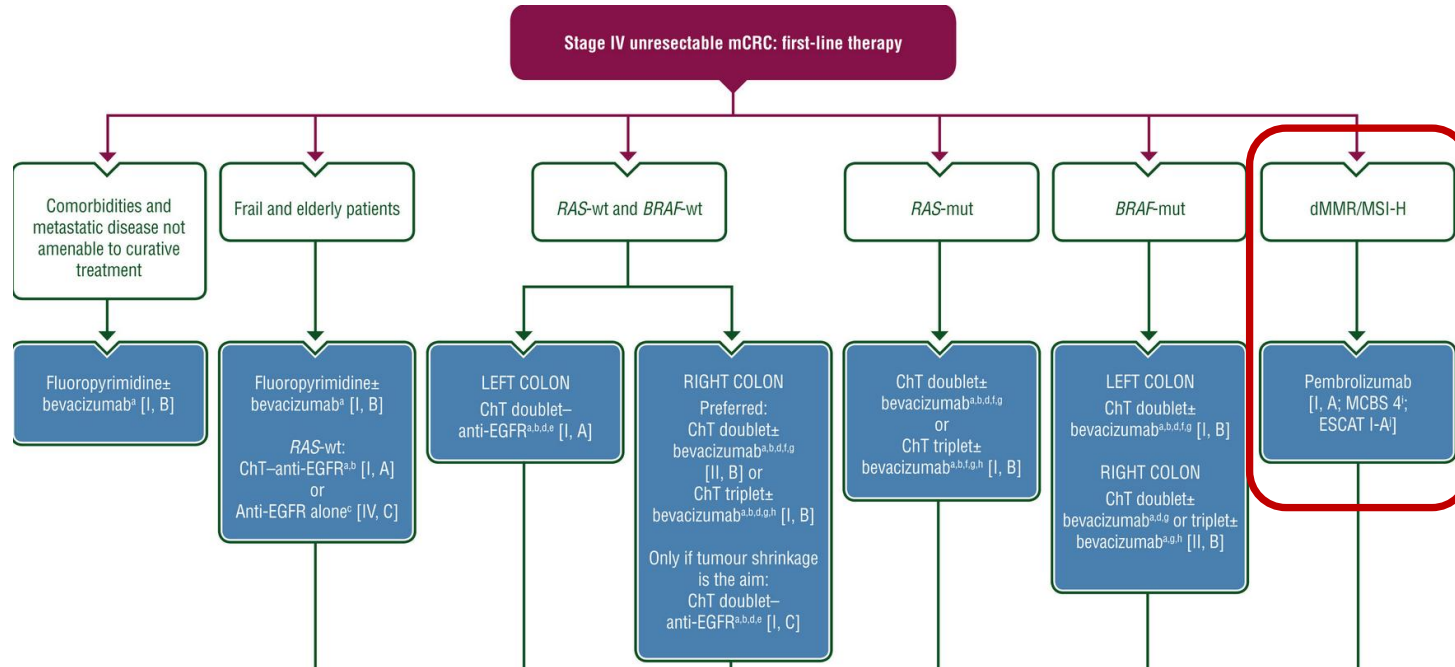 Stage IV unresectable mCRC: first-line therapy
Comorbidities and
metastatic disease not
amenable to curative
treatment
Frail and elderly patients
RAS-wt and BRAF-wt
RAS-mut
BRAF-mut
dMMR/MSI-H
Fluoropyrimidine±
bevacizumabᵃ [I, B]
Fluoropyrimidine±
bevacizumabᵃ [I, B]
RAS-wt:
ChT–anti-EGFRᵃ,ᵇ [I, A]
or
Anti-EGFR aloneᶜ [IV, C]
LEFT COLON
ChT doublet–
anti-EGFRᵃ,ᵇ,ᵈ,ᵉ [I, A]
RIGHT COLON
Preferred:
ChT doublet±
bevacizumabᵃ,ᵇ,ᵈ,ᶠ,ᵍ
[II, B] or
ChT triplet±
bevacizumabᵃ,ᵇ,ᵈ,ᵍ,ʰ [I, B]
Only if tumour shrinkage
is the aim:
ChT doublet–
anti-EGFRᵃ,ᵇ,ᵈ,ᵉ [I, C]
ChT doublet±
bevacizumabᵃ,ᵇ,ᵈ,ᶠ,ᵍ
or
ChT triplet±
bevacizumabᵃ,ᵇ,ᶠ,ᵍ,ʰ [I, B]
LEFT COLON
ChT doublet±
bevacizumabᵃ,ᵇ,ᵈ,ᶠ,ᵍ [I, B]
RIGHT COLON
ChT doublet±
bevacizumabᵃ,ᵈ,ᵍ or triplet±
bevacizumabᵃ,ᵍ,ʰ [II, B]
Pembrolizumab
[I, A; MCBS 4ⁱ;
ESCAT I-Aʲ]